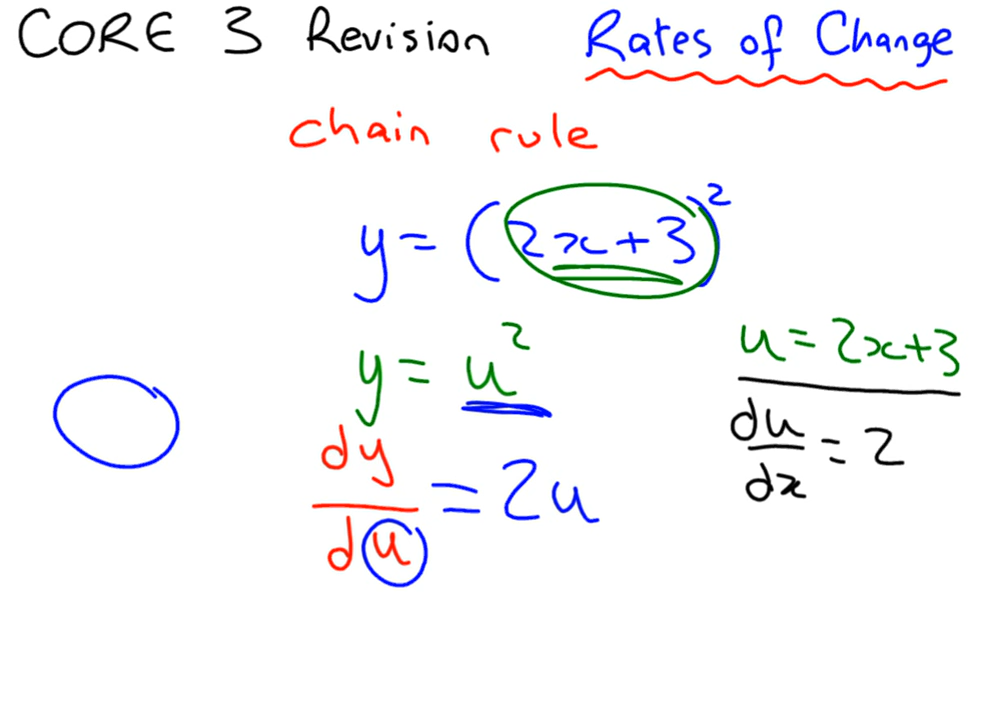 CORE 3 Revision Rates of Change
chain rule
y = (2x+3)²
y = u²
dy/du = 2u
u = 2x+3
du/dx = 2